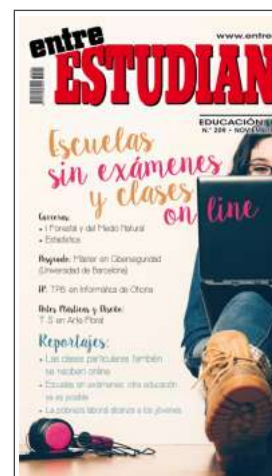 www.entre
entre
ESTUDIAN
EDUCACIÓN
N.º 209 - NOVIEM
Escuelas
sin exámenes
y clases
on line
Carreras:
• I. Forestal y del Medio Natural
• Estadística
Posgrado: Máster en Ciberseguridad
(Universidad de Barcelona)
FP: TPB en Informática de Oficina
Artes Plásticas y Diseño:
T. S. en Arte Floral
Reportajes:
• Las clases particulares también
se reciben online
• Escuelas sin exámenes: otra educación
ya es posible
• La pobreza laboral alcanza a los jóvenes